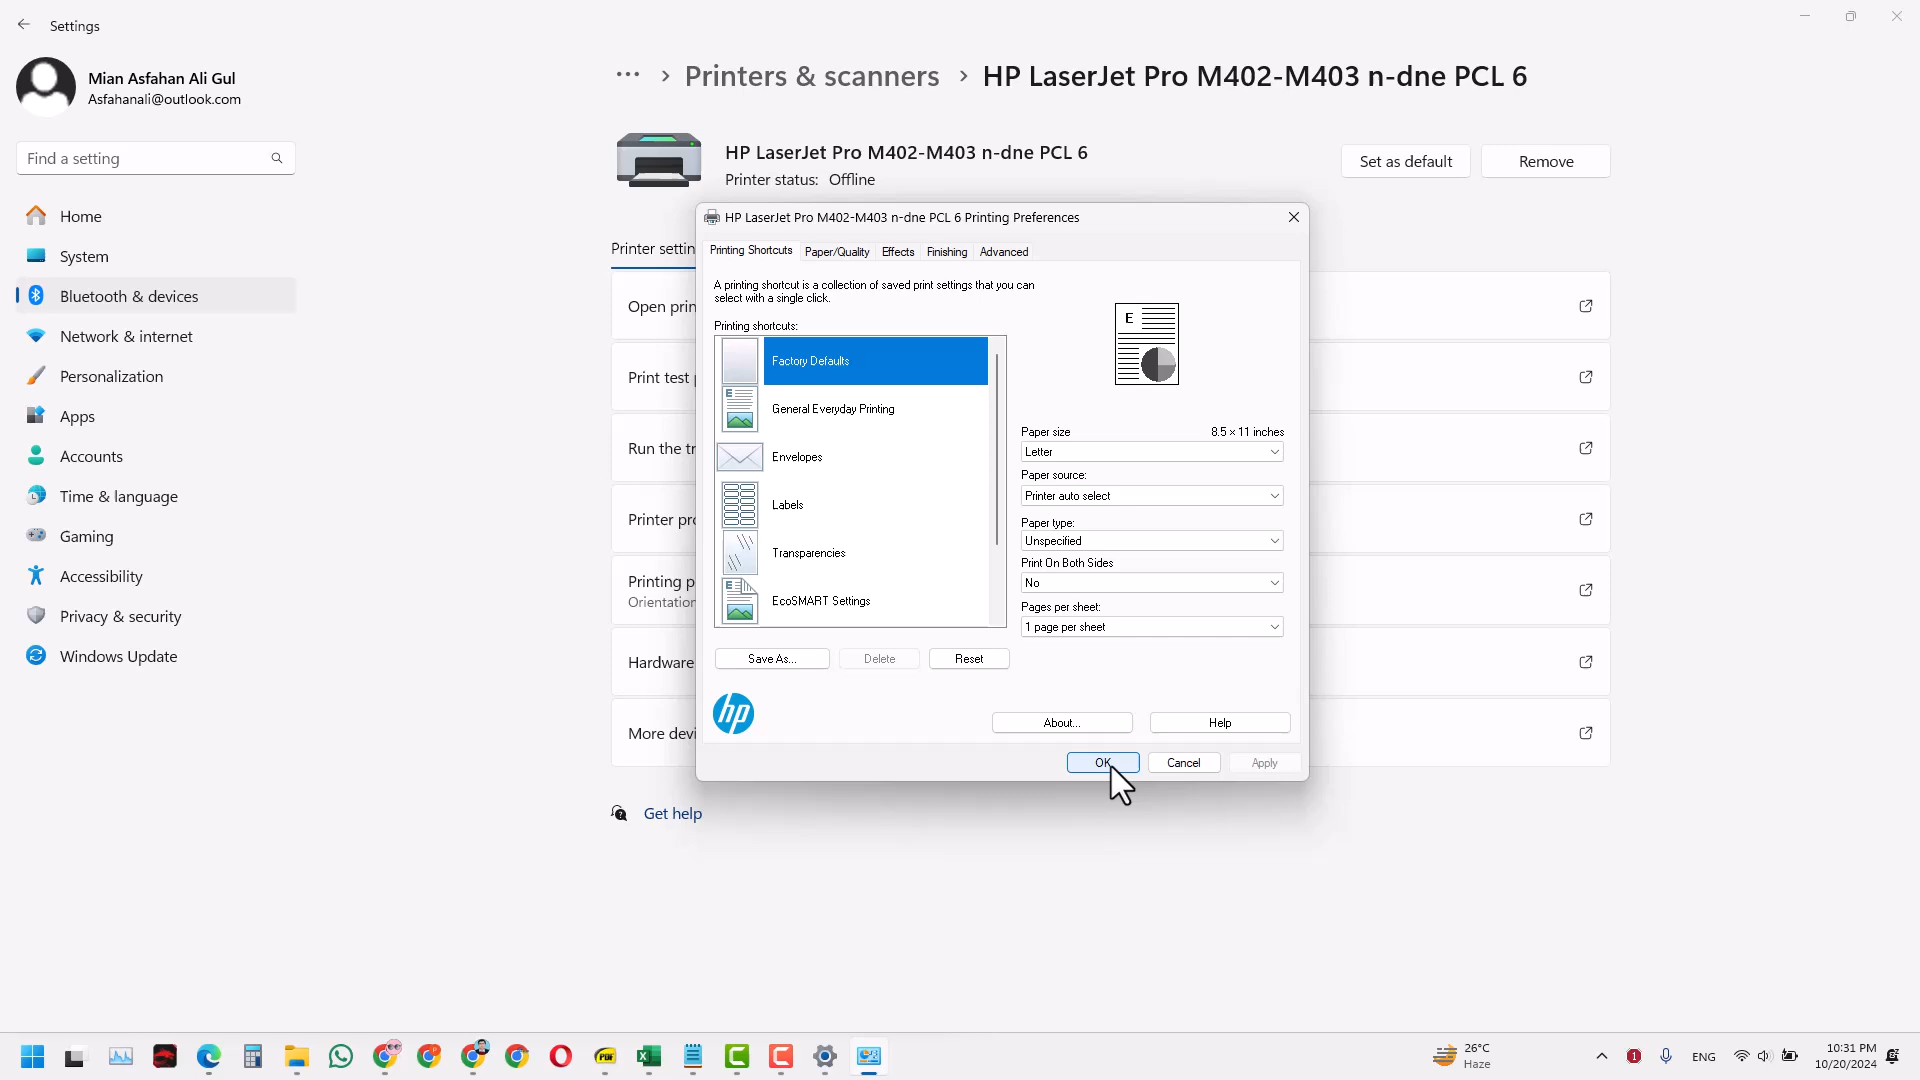 Settings
Mian Asfahan Ali Gul
Asfahanali@outlook.com
Find a setting
Home
System
Bluetooth & devices
Network & internet
Personalization
Apps
Accounts
Time & language
Gaming
Accessibility
Privacy & security
Windows Update
··· > Printers & scanners > HP LaserJet Pro M402-M403 n-dne PCL 6
HP LaserJet Pro M402-M403 n-dne PCL 6
Printer status: Offline
Set as default
Remove
Printer settin
Open prin
Print test
Run the tr
Printer pro
Printing p
Orientation
Hardware
More devi
Get help
HP LaserJet Pro M402-M403 n-dne PCL 6 Printing Preferences
Printing Shortcuts Paper/Quality Effects Finishing Advanced
A printing shortcut is a collection of saved print settings that you can
select with a single click.
Printing shortcuts:
Factory Defaults
E
General Everyday Printing
Envelopes
Labels
Transparencies
E
EcoSMART Settings
E
Paper size 8.5 × 11 inches
Letter
Paper source:
Printer auto select
Paper type:
Unspecified
Print On Both Sides
No
Pages per sheet:
1 page per sheet
Save As...
Delete
Reset
hp
About...
Help
OK
Cancel
Apply
PDF
26°C
Haze
1
ENG
10:31 PM
10/20/2024